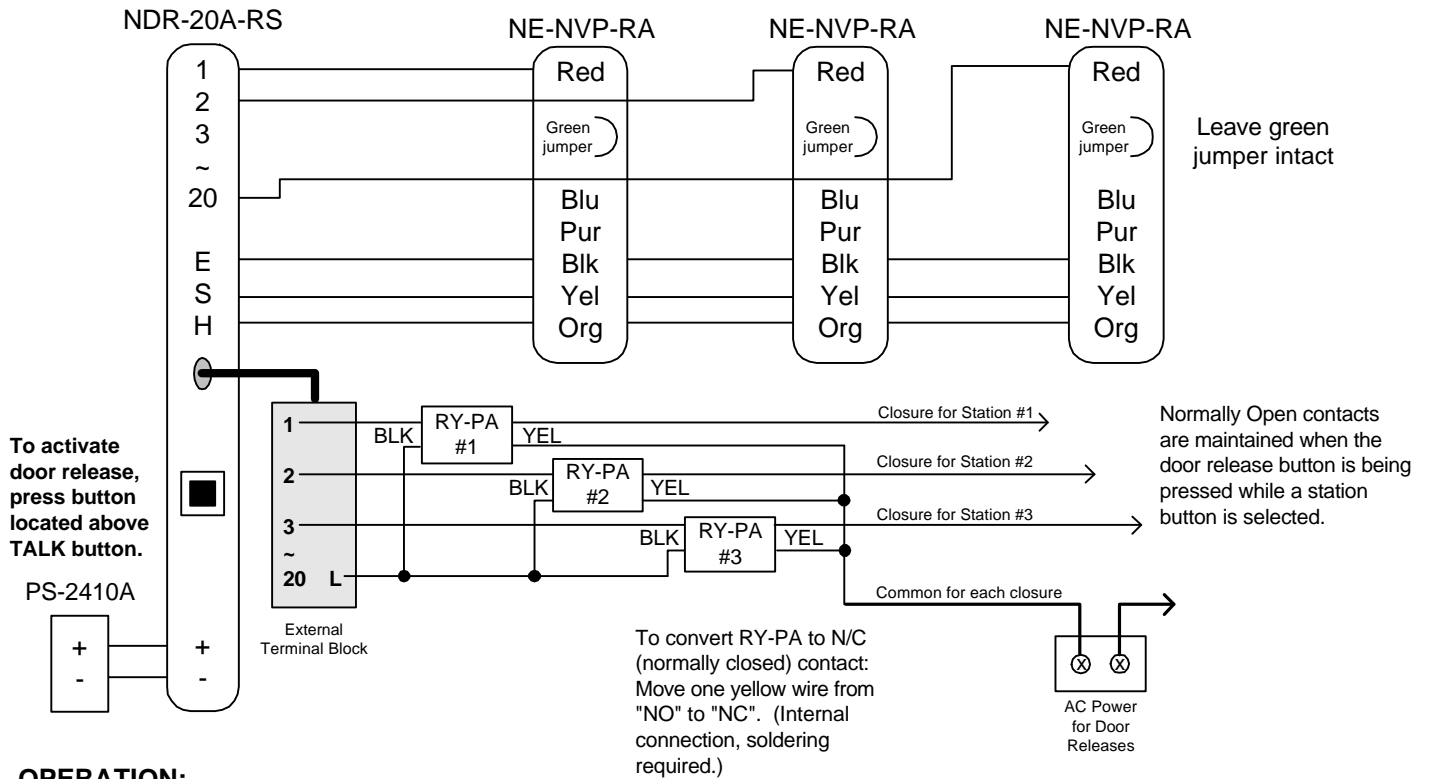 NDR-20A-RS
NE-NVP-RA
NE-NVP-RA
NE-NVP-RA
1
2
3
~
20
E
S
H
+
-
Red
Green
jumper
Blu
Pur
Blk
Yel
Org
Red
Green
jumper
Blu
Pur
Blk
Yel
Org
Red
Green
jumper
Blu
Pur
Blk
Yel
Org
Leave green
jumper intact
To activate
door release,
press button
located above
TALK button.
PS-2410A
+
-
1
2
3
~
20 L
External
Terminal Block
BLK
RY-PA
#1
YEL
BLK
RY-PA
#2
YEL
BLK
RY-PA
#3
YEL
Closure for Station #1
Closure for Station #2
Closure for Station #3
Common for each closure
Normally Open contacts
are maintained when the
door release button is being
pressed while a station
button is selected.
To convert RY-PA to N/C
(normally closed) contact:
Move one yellow wire from
"NO" to "NC". (Internal
connection, soldering
required.)
X X
AC Power
for Door
Releases
OPERATION: